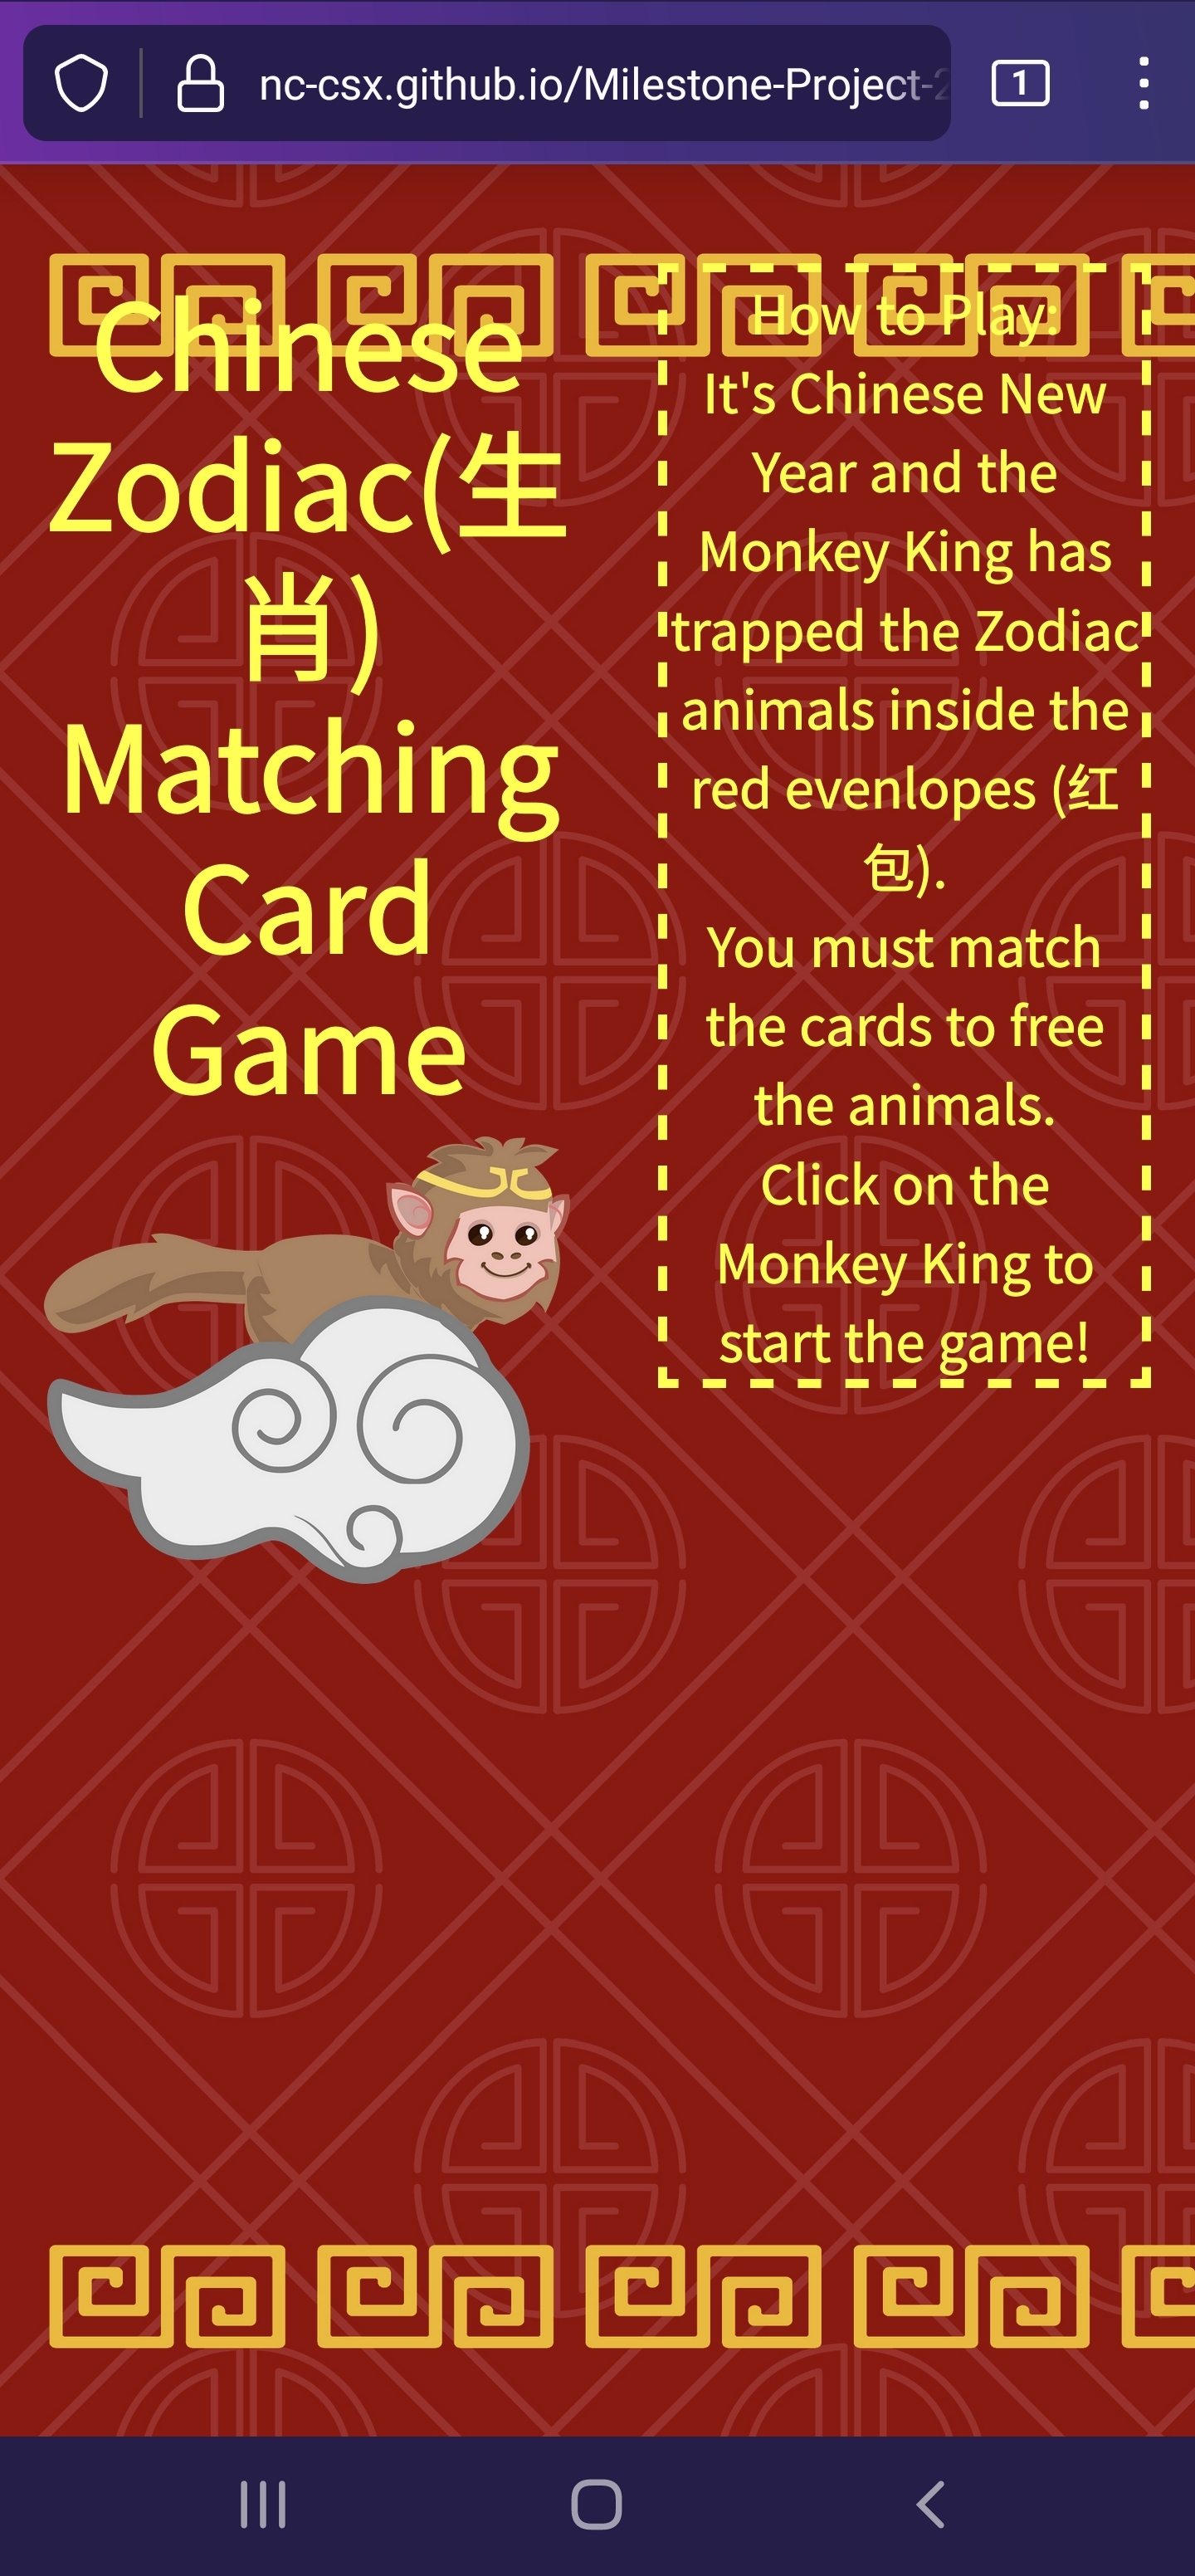 nc-csx.github.io/Milestone-Project-2
1
Chinese
Zodiac(生
肖)
Matching
Card
Game
How to Play:
It's Chinese New
Year and the
Monkey King has
trapped the Zodiac
animals inside the
red evenlopes (红
包).
You must match
the cards to free
the animals.
Click on the
Monkey King to
start the game!